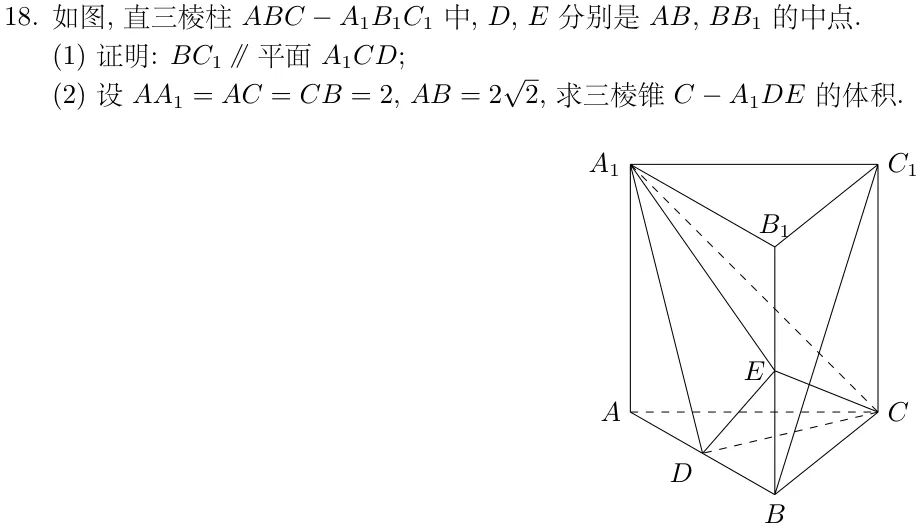 18. 如图, 直三棱柱 ABC − A₁B₁C₁ 中, D, E 分别是 AB, BB₁ 的中点.
(1) 证明: BC₁ ∥ 平面 A₁CD;
(2) 设 AA₁ = AC = CB = 2, AB = 2√2, 求三棱锥 C − A₁DE 的体积.
A₁
C₁
B₁
E
A
C
D
B